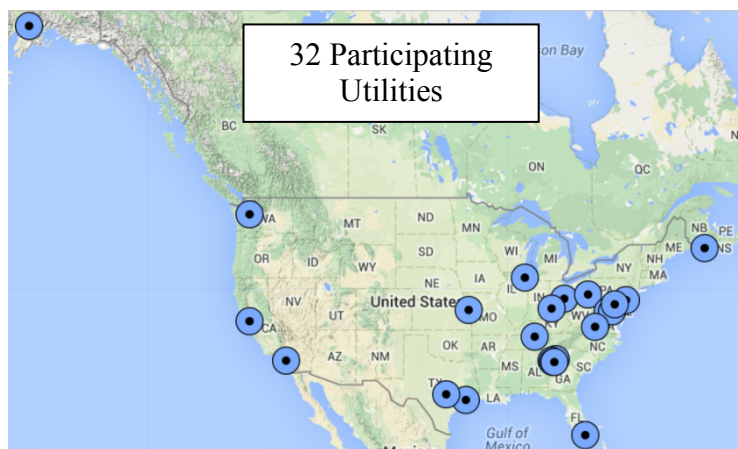 32 Participating
Utilities
on Bay
BC
SK
ON
QC
N
WA
MT
ND
MN
NB
PE
ME
NS
OR
ID
WY
SD
WI
MI
NY
NH
MA
NE
IA
IL
IN
PA
NV
UT
United States
MO
KY
WV
CA
AZ
NM
OK
AR
NC
MS
AL
SC
GA
TX
LA
FL
Gulf of
Mexico